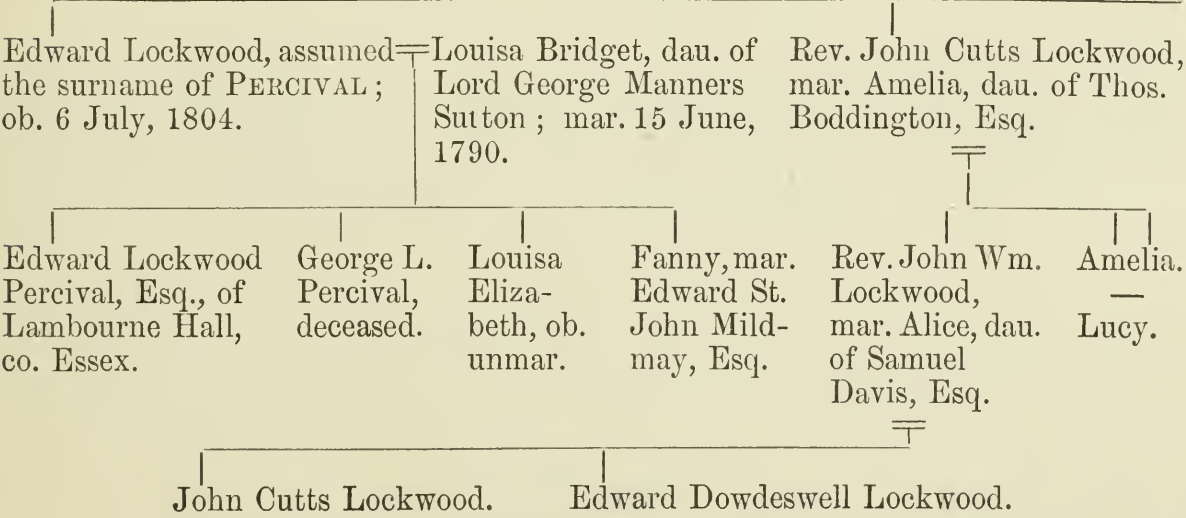 Edward Lockwood, assumed
the surname of PERCIVAL;
ob. 6 July, 1804.
Louisa Bridget, dau. of
Lord George Manners
Sutton; mar. 15 June,
1790.
Rev. John Cutts Lockwood,
mar. Amelia, dau. of Thos.
Boddington, Esq.
Edward Lockwood
Percival, Esq., of
Lambourne Hall,
co. Essex.
George L.
Percival,
deceased.
Louisa
Eliza-
beth, ob.
unmar.
Fanny, mar.
Edward St.
John Mild-
may, Esq.
Rev. John Wm.
Lockwood,
mar. Alice, dau.
of Samuel
Davis, Esq.
Amelia.
—
Lucy.
John Cutts Lockwood.
Edward Dowdeswell Lockwood.